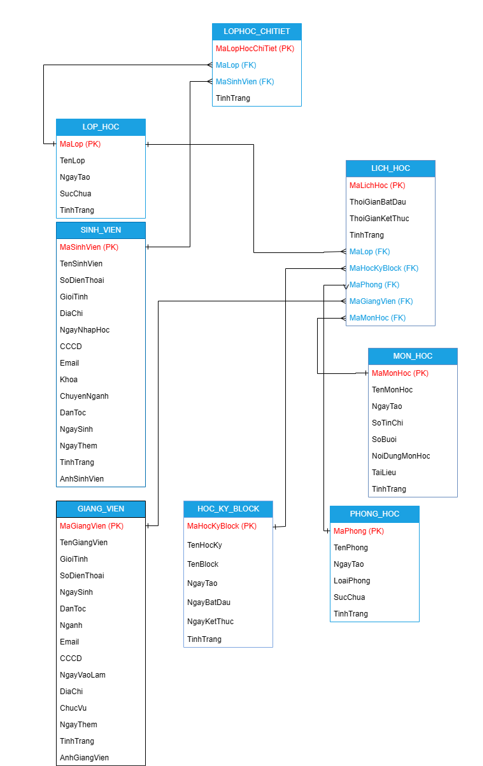 LOPHOC_CHITIET
MaLopHocChiTiet (PK)
MaLop (FK)
MaSinhVien (FK)
TinhTrang
LOP_HOC
MaLop (PK)
TenLop
NgayTao
SucChua
TinhTrang
LICH_HOC
MaLichHoc (PK)
ThoiGianBatDau
ThoiGianKetThuc
TinhTrang
MaLop (FK)
MaHocKyBlock (FK)
MaPhong (FK)
MaGiangVien (FK)
MaMonHoc (FK)
SINH_VIEN
MaSinhVien (PK)
TenSinhVien
SoDienThoai
GioiTinh
DiaChi
NgayNhapHoc
CCCD
Email
Khoa
ChuyenNganh
DanToc
NgaySinh
NgayThem
TinhTrang
AnhSinhVien
MON_HOC
MaMonHoc (PK)
TenMonHoc
NgayTao
SoTinChi
SoBuoi
NoiDungMonHoc
TaiLieu
TinhTrang
GIANG_VIEN
MaGiangVien (PK)
TenGiangVien
GioiTinh
SoDienThoai
NgaySinh
DanToc
Nganh
Email
CCCD
NgayVaoLam
DiaChi
ChucVu
NgayThem
TinhTrang
AnhGiangVien
HOC_KY_BLOCK
MaHocKyBlock (PK)
TenHocKy
TenBlock
NgayTao
NgayBatDau
NgayKetThuc
TinhTrang
PHONG_HOC
MaPhong (PK)
TenPhong
NgayTao
LoaiPhong
SucChua
TinhTrang